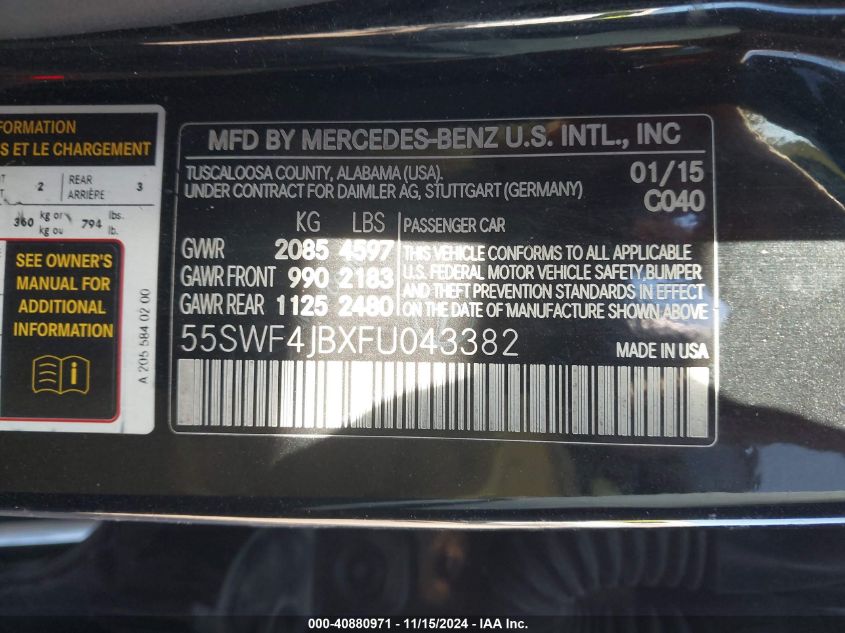 FORMATION
S ET LE CHARGEMENT
2 REAR ARRIÈRE 3
360 kg or kg ou 794 lbs. lb.
SEE OWNER'S
MANUAL FOR
ADDITIONAL
INFORMATION
A 205 584 02 00
MFD BY MERCEDES-BENZ U.S. INTL., INC
TUSCALOOSA COUNTY, ALABAMA (USA).
UNDER CONTRACT FOR DAIMLER AG, STUTTGART (GERMANY)
01/15
C040
KG LBS
GVWR 2085 4597
GAWR FRONT 990 2183
GAWR REAR 1125 2480
PASSENGER CAR
THIS VEHICLE CONFORMS TO ALL APPLICABLE
U.S. FEDERAL MOTOR VEHICLE SAFETY, BUMPER
AND THEFT PREVENTION STANDARDS IN EFFECT
ON THE DATE OF MANUFACTURE SHOWN ABOVE
55SWF4JBXFU043382
MADE IN USA
000-40880971 - 11/15/2024 - IAA Inc.